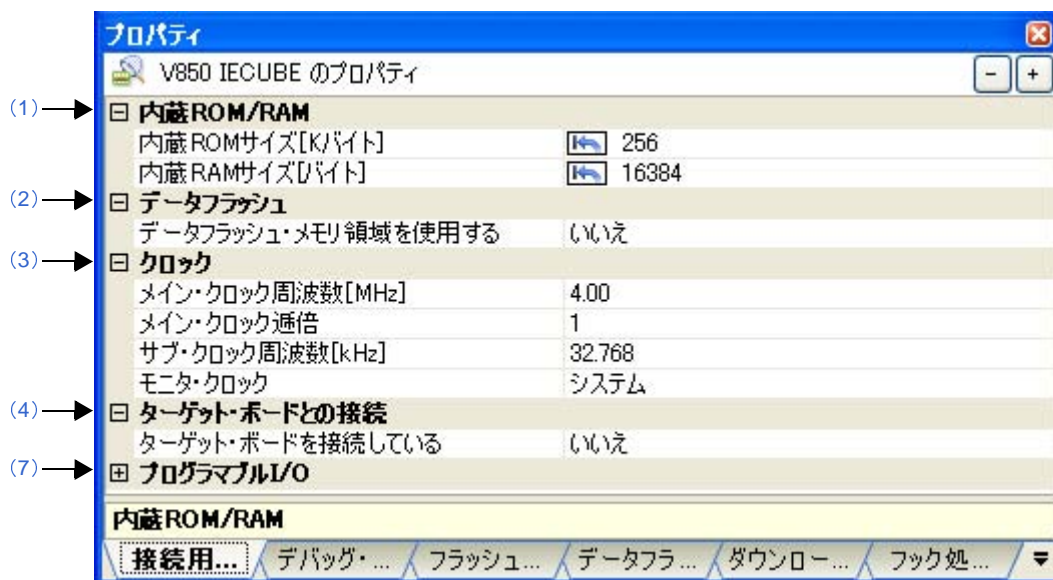 プロパティ
V850 IECUBE のプロパティ
- +
(1) 内蔵ROM/RAM
内蔵ROMサイズ[Kバイト] 256
内蔵RAMサイズ[バイト] 16384
(2) データフラッシュ
データフラッシュ・メモリ領域を使用する いいえ
(3) クロック
メイン・クロック周波数[MHz] 4.00
メイン・クロック逓倍 1
サブ・クロック周波数[kHz] 32.768
モニタ・クロック システム
(4) ターゲット・ボードとの接続
ターゲット・ボードを接続している いいえ
(7) プログラマブルI/O
内蔵ROM/RAM
接続用... デバッグ・... フラッシュ... データフラ... ダウンロー... フック処...